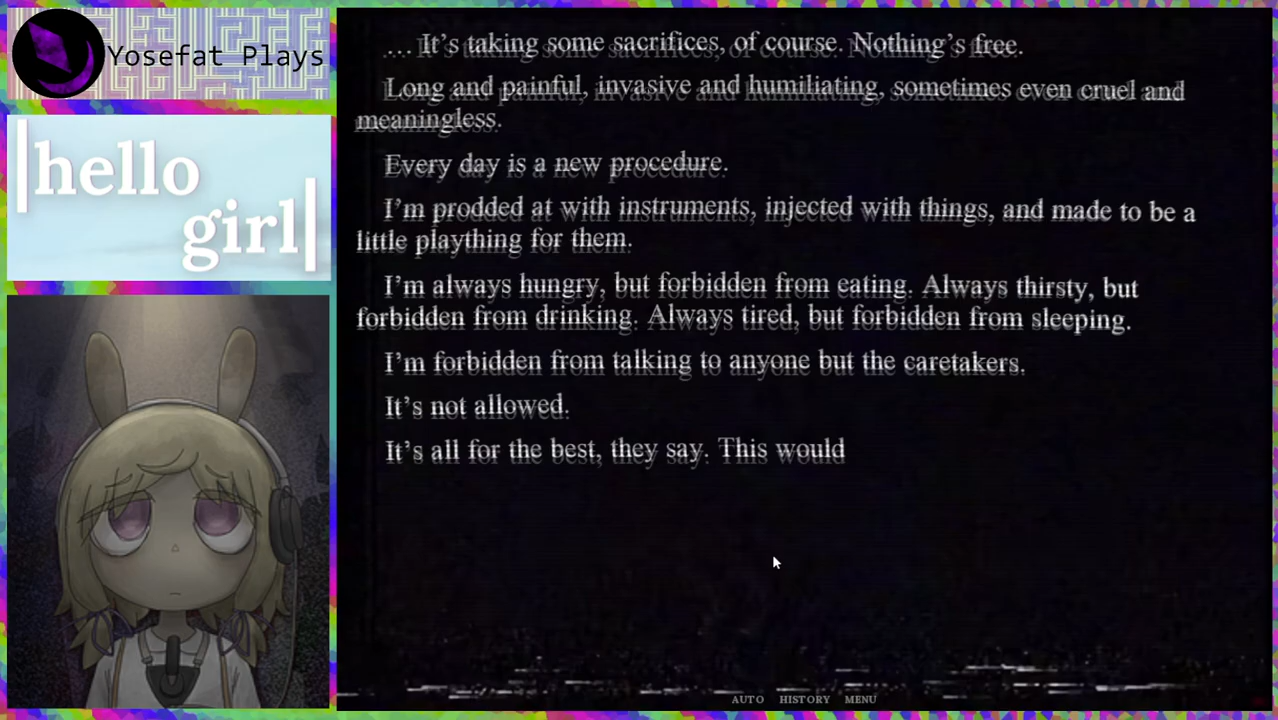 Yosefat Plays
|hello
girl|
… It’s taking some sacrifices, of course. Nothing’s free.
Long and painful, invasive and humiliating, sometimes even cruel and
meaningless.
Every day is a new procedure.
I’m prodded at with instruments, injected with things, and made to be a
little plaything for them.
I’m always hungry, but forbidden from eating. Always thirsty, but
forbidden from drinking. Always tired, but forbidden from sleeping.
I’m forbidden from talking to anyone but the caretakers.
It’s not allowed.
It’s all for the best, they say. This would
AUTO HISTORY MENU